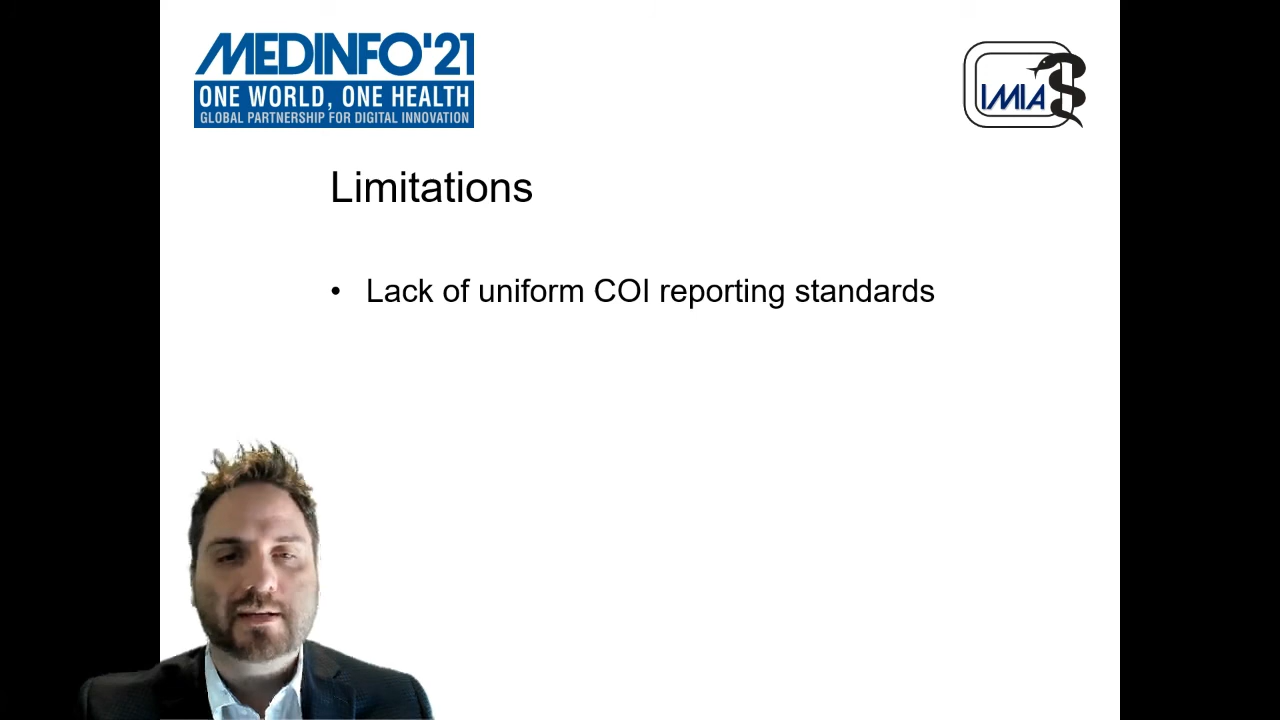 MEDINFO'21
ONE WORLD, ONE HEALTH
GLOBAL PARTNERSHIP FOR DIGITAL INNOVATION
IMIA
Limitations
• Lack of uniform COI reporting standards